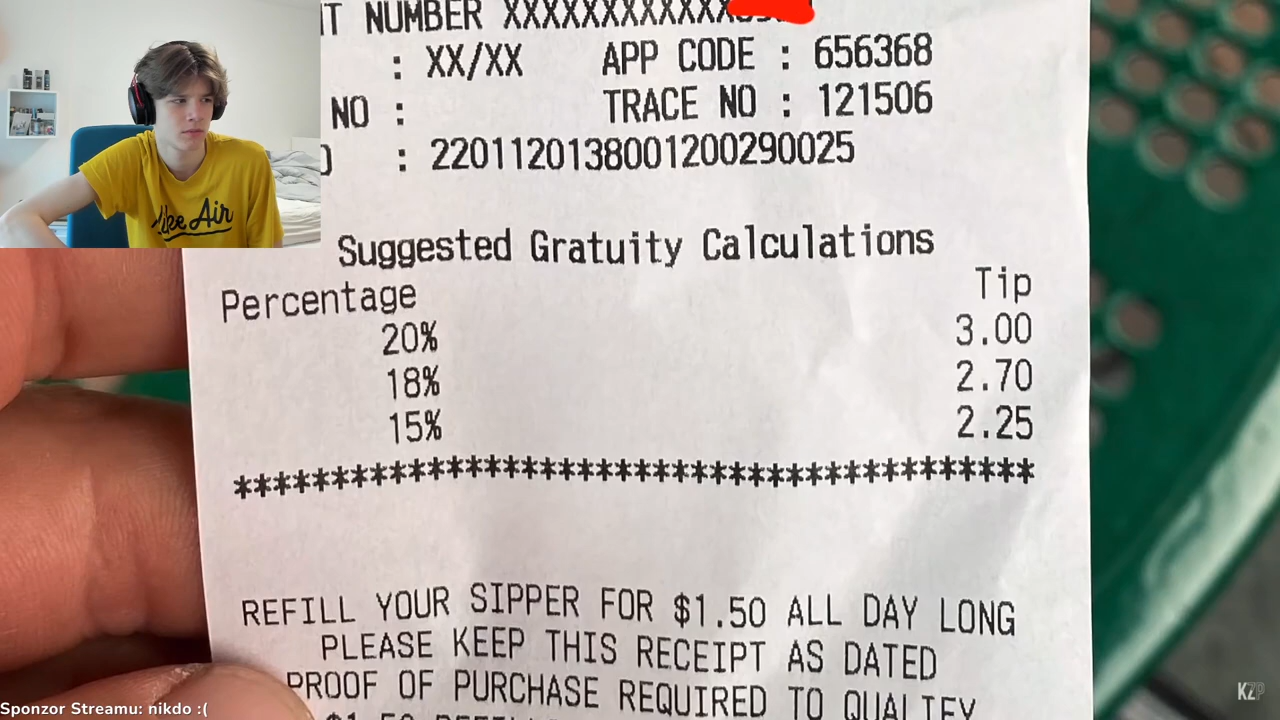 NUMBER XXXXXXXXXXXX
: XX/XX APP CODE : 656368
NO : TRACE NO : 121506
: 2201120138001200290025
Suggested Gratuity Calculations
Percentage Tip
20% 3.00
18% 2.70
15% 2.25
****************************************
REFILL YOUR SIPPER FOR $1.50 ALL DAY LONG
PLEASE KEEP THIS RECEIPT AS DATED
PROOF OF PURCHASE REQUIRED TO QUALIFY
Air
Sponzor Streamu: nikdo :(
KZP